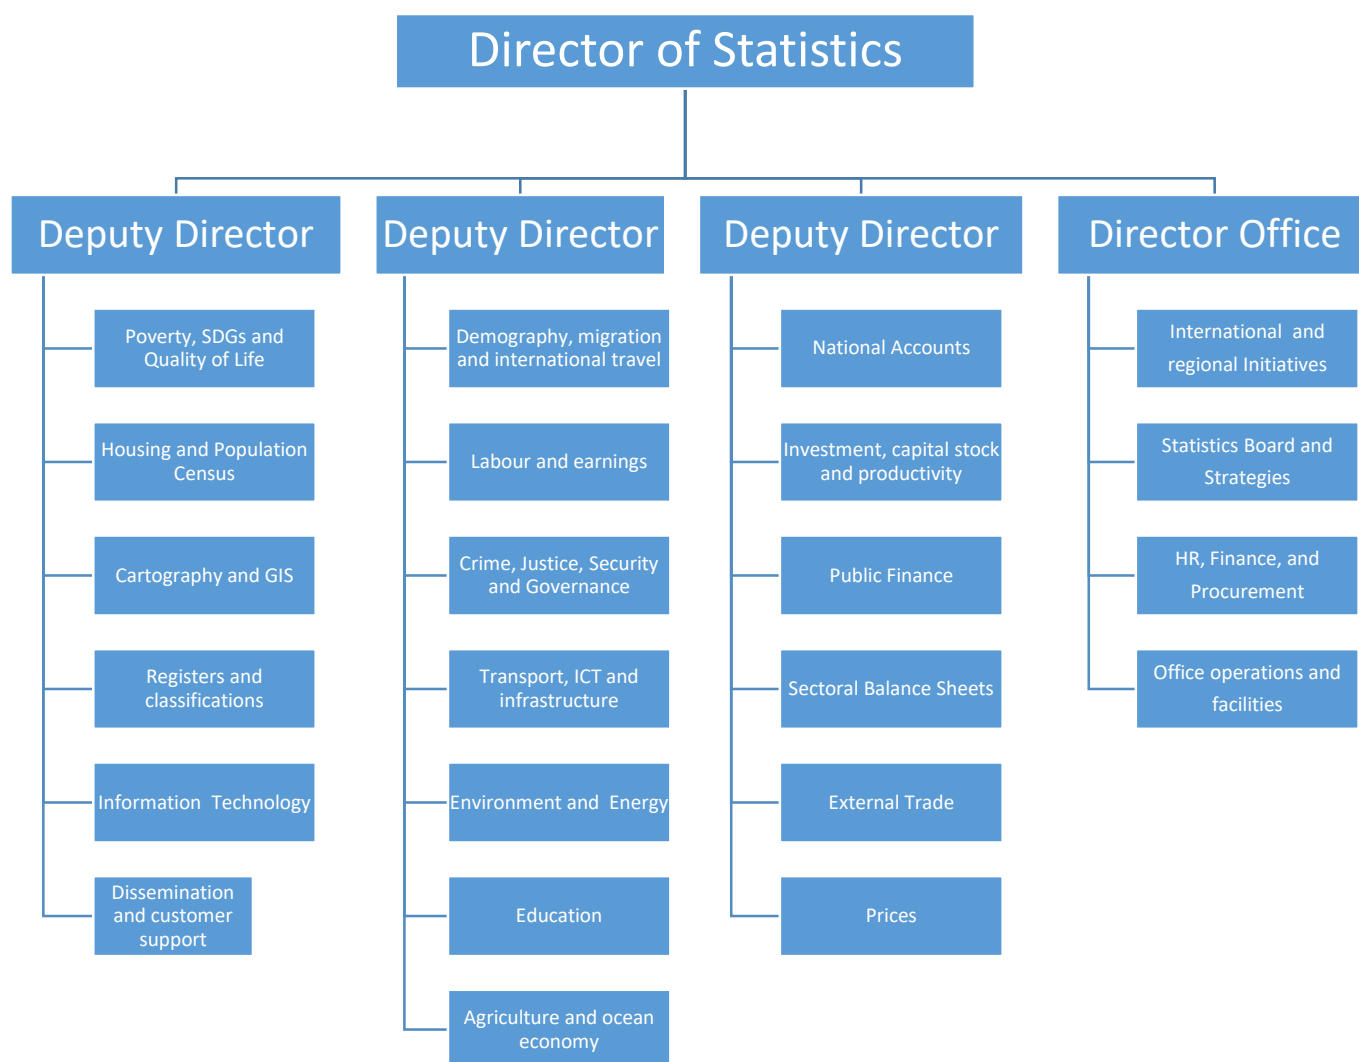 Director of Statistics
Deputy Director
Poverty, SDGs and
Quality of Life
Housing and Population
Census
Cartography and GIS
Registers and
classifications
Information  Technology
Dissemination
and customer
support
Deputy Director
Demography, migration
and international travel
Labour and earnings
Crime, Justice, Security
and Governance
Transport, ICT and
infrastructure
Environment and  Energy
Education
Agriculture and ocean
economy
Deputy Director
National Accounts
Investment, capital stock
and productivity
Public Finance
Sectoral Balance Sheets
External Trade
Prices
Director Office
International  and
regional Initiatives
Statistics Board and
Strategies
HR, Finance, and
Procurement
Office operations and
facilities